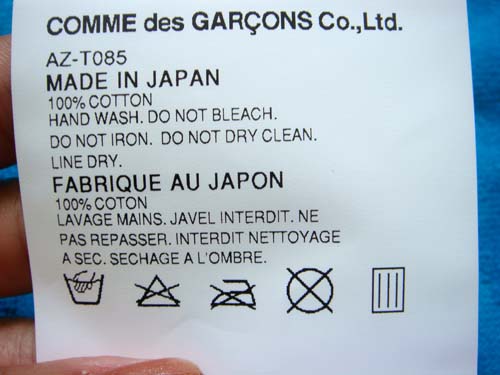 COMME des GARÇONS Co.,Ltd.
AZ-T085
MADE IN JAPAN
100% COTTON
HAND WASH. DO NOT BLEACH.
DO NOT IRON. DO NOT DRY CLEAN.
LINE DRY.
FABRIQUE AU JAPON
100% COTON
LAVAGE MAINS. JAVEL INTERDIT. NE
PAS REPASSER. INTERDIT NETTOYAGE
A SEC. SECHAGE A L'OMBRE.